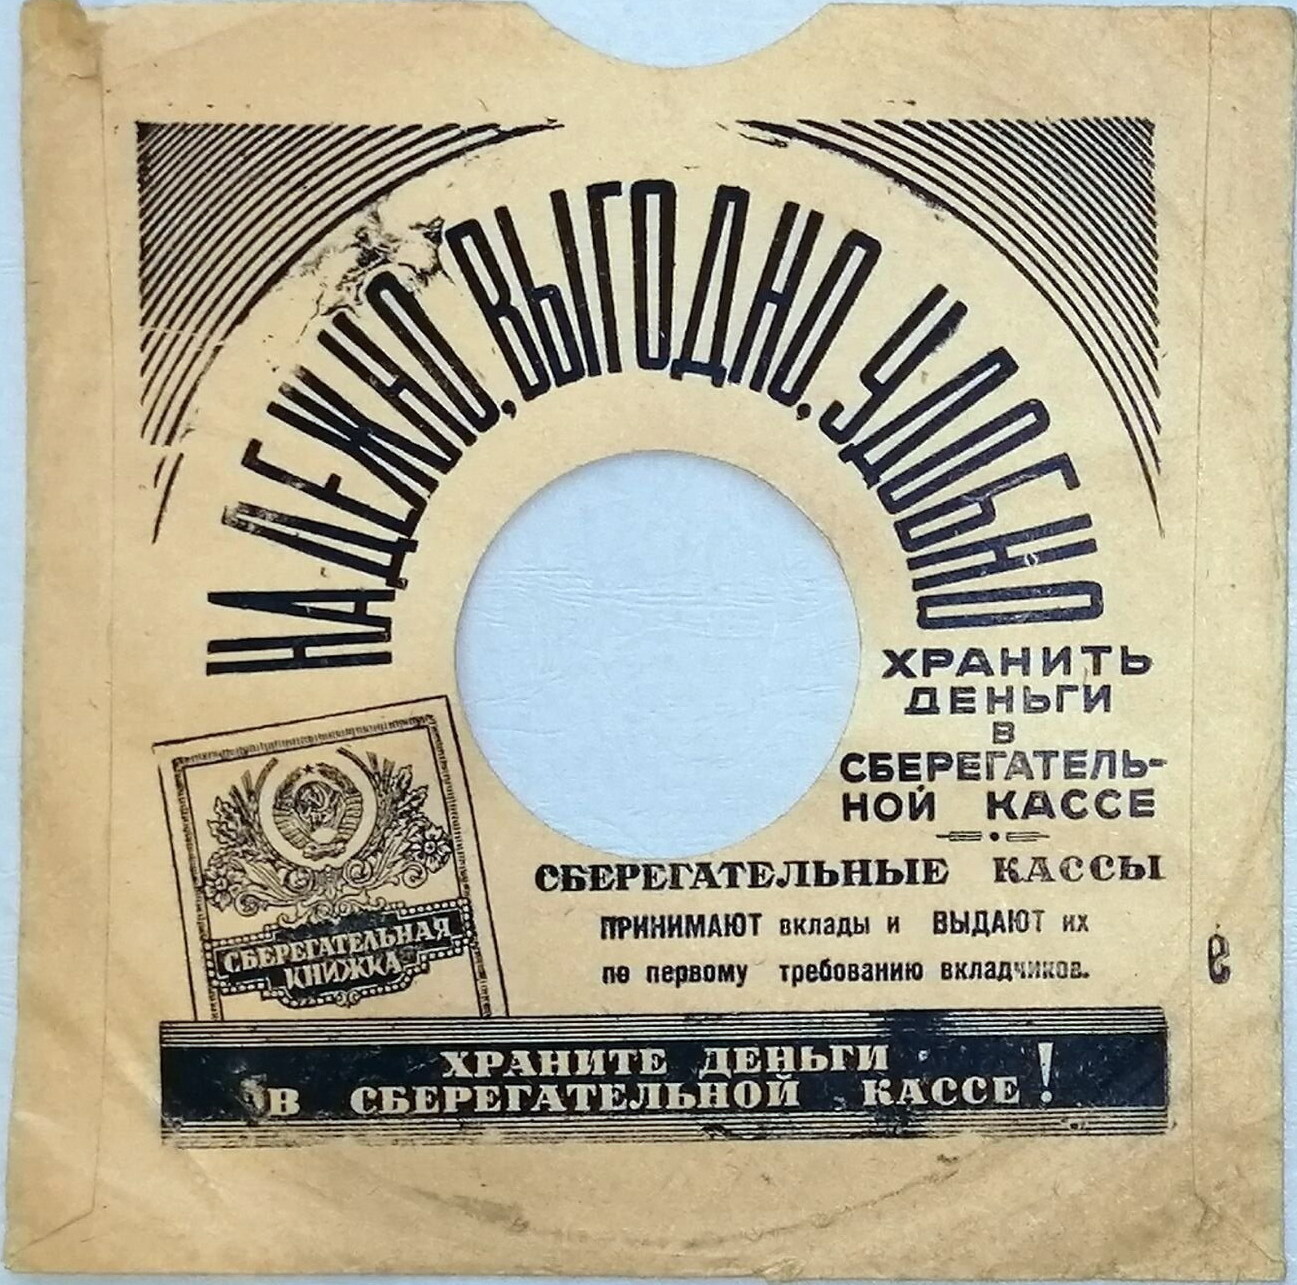 НАДЕЖНО, ВЫГОДНО, УДОБНО
ХРАНИТЬ
ДЕНЬГИ
В
СБЕРЕГАТЕЛЬ-
НОЙ КАССЕ
СБЕРЕГАТЕЛЬНЫЕ КАССЫ
ПРИНИМАЮТ вклады и ВЫДАЮТ их
по первому требованию вкладчиков.
СБЕРЕГАТЕЛЬНАЯ
КНИЖКА
ХРАНИТЕ ДЕНЬГИ
В СБЕРЕГАТЕЛЬНОЙ КАССЕ!